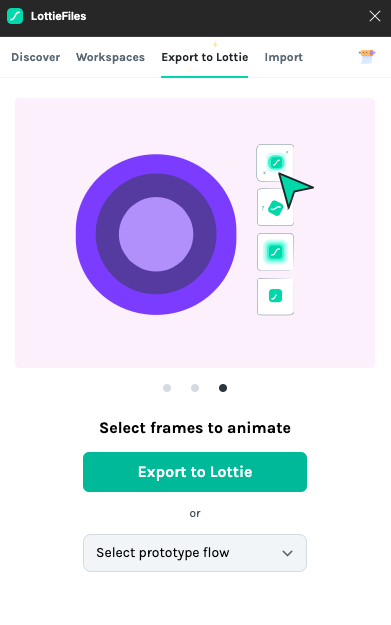 LottieFiles
Discover Workspaces Export to Lottie Import
Select frames to animate
Export to Lottie
or
Select prototype flow